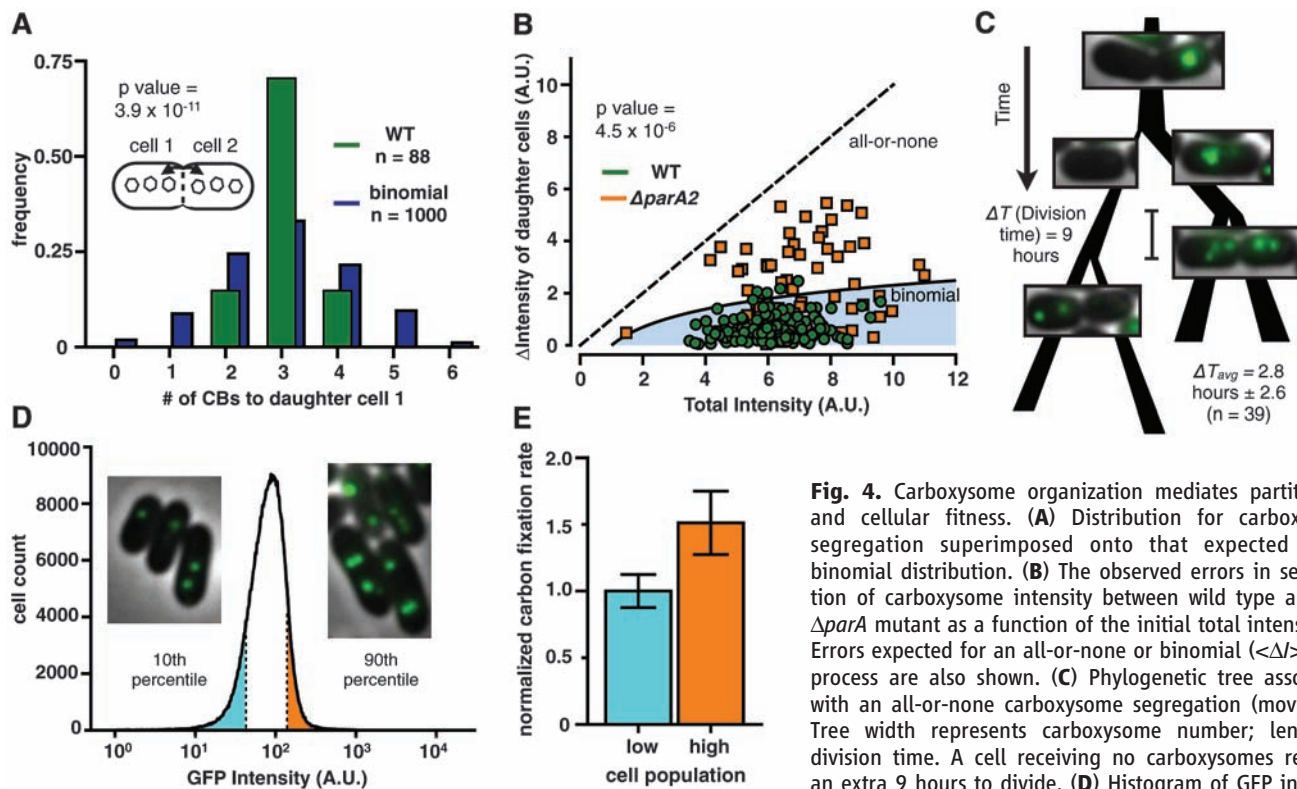 A
0.75
0.50
0.25
0
frequency
p value =
3.9 x 10-11
cell 1 cell 2
WT
n = 88
binomial
n = 1000
0 1 2 3 4 5 6
# of CBs to daughter cell 1
B
ΔIntensity of daughter cells (A.U.)
10
8
6
4
2
0
p value =
4.5 x 10-6
WT
ΔparA2
all-or-none
binomial
0 2 4 6 8 10 12
Total Intensity (A.U.)
C
Time
ΔT (Division
time) = 9
hours
ΔTavg = 2.8
hours ± 2.6
(n = 39)
D
10000
8000
6000
4000
2000
0
cell count
10th
percentile
90th
percentile
10⁰ 10¹ 10² 10³ 10⁴
GFP Intensity (A.U.)
E
normalized carbon fixation rate
2.0
1.5
1.0
0.5
0
low high
cell population
Fig. 4. Carboxysome organization mediates partit
and cellular fitness. (A) Distribution for carbox
segregation superimposed onto that expected
binomial distribution. (B) The observed errors in se
tion of carboxysome intensity between wild type a
ΔparA mutant as a function of the initial total intens
Errors expected for an all-or-none or binomial (<ΔI>
process are also shown. (C) Phylogenetic tree asso
with an all-or-none carboxysome segregation (mov
Tree width represents carboxysome number; len
division time. A cell receiving no carboxysomes re
an extra 9 hours to divide. (D) Histogram of GFP in